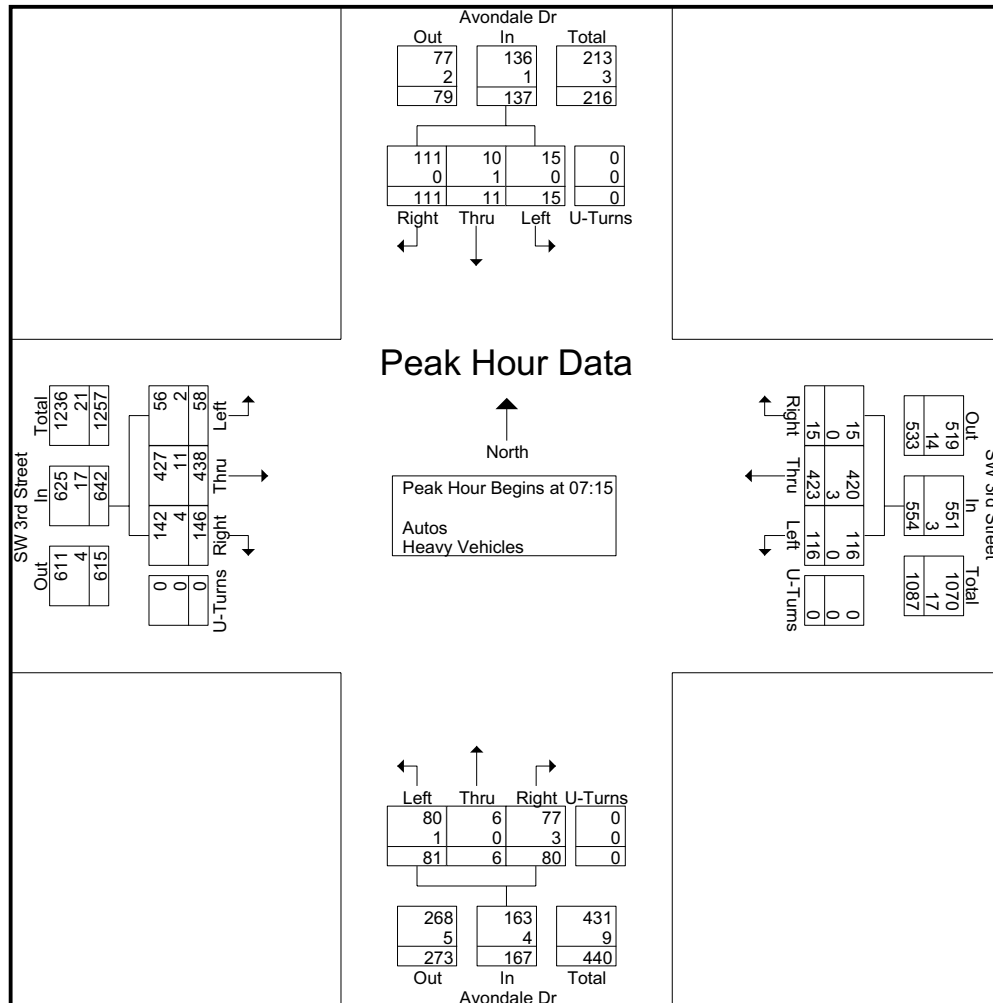 Avondale Dr
Out In Total
77 136 213
2 1 3
79 137 216
111 10 15 0
0 1 0 0
111 11 15 0
Right Thru Left U-Turns
Peak Hour Data
North
Peak Hour Begins at 07:15
Autos
Heavy Vehicles
SW 3rd Street
Total In Out
1236 625 611
21 17 4
1257 642 615
56 427 142 0
2 11 4 0
58 438 146 0
Left Thru Right U-Turns
Right Thru Left U-Turns
15 423 116 0
0 3 0 0
15 420 116 0
533 554 1087
14 3 17
519 551 1070
Out In Total
SW 3rd Street
Left Thru Right U-Turns
80 6 77 0
1 0 3 0
81 6 80 0
268 163 431
5 4 9
273 167 440
Out In Total
Avondale Dr